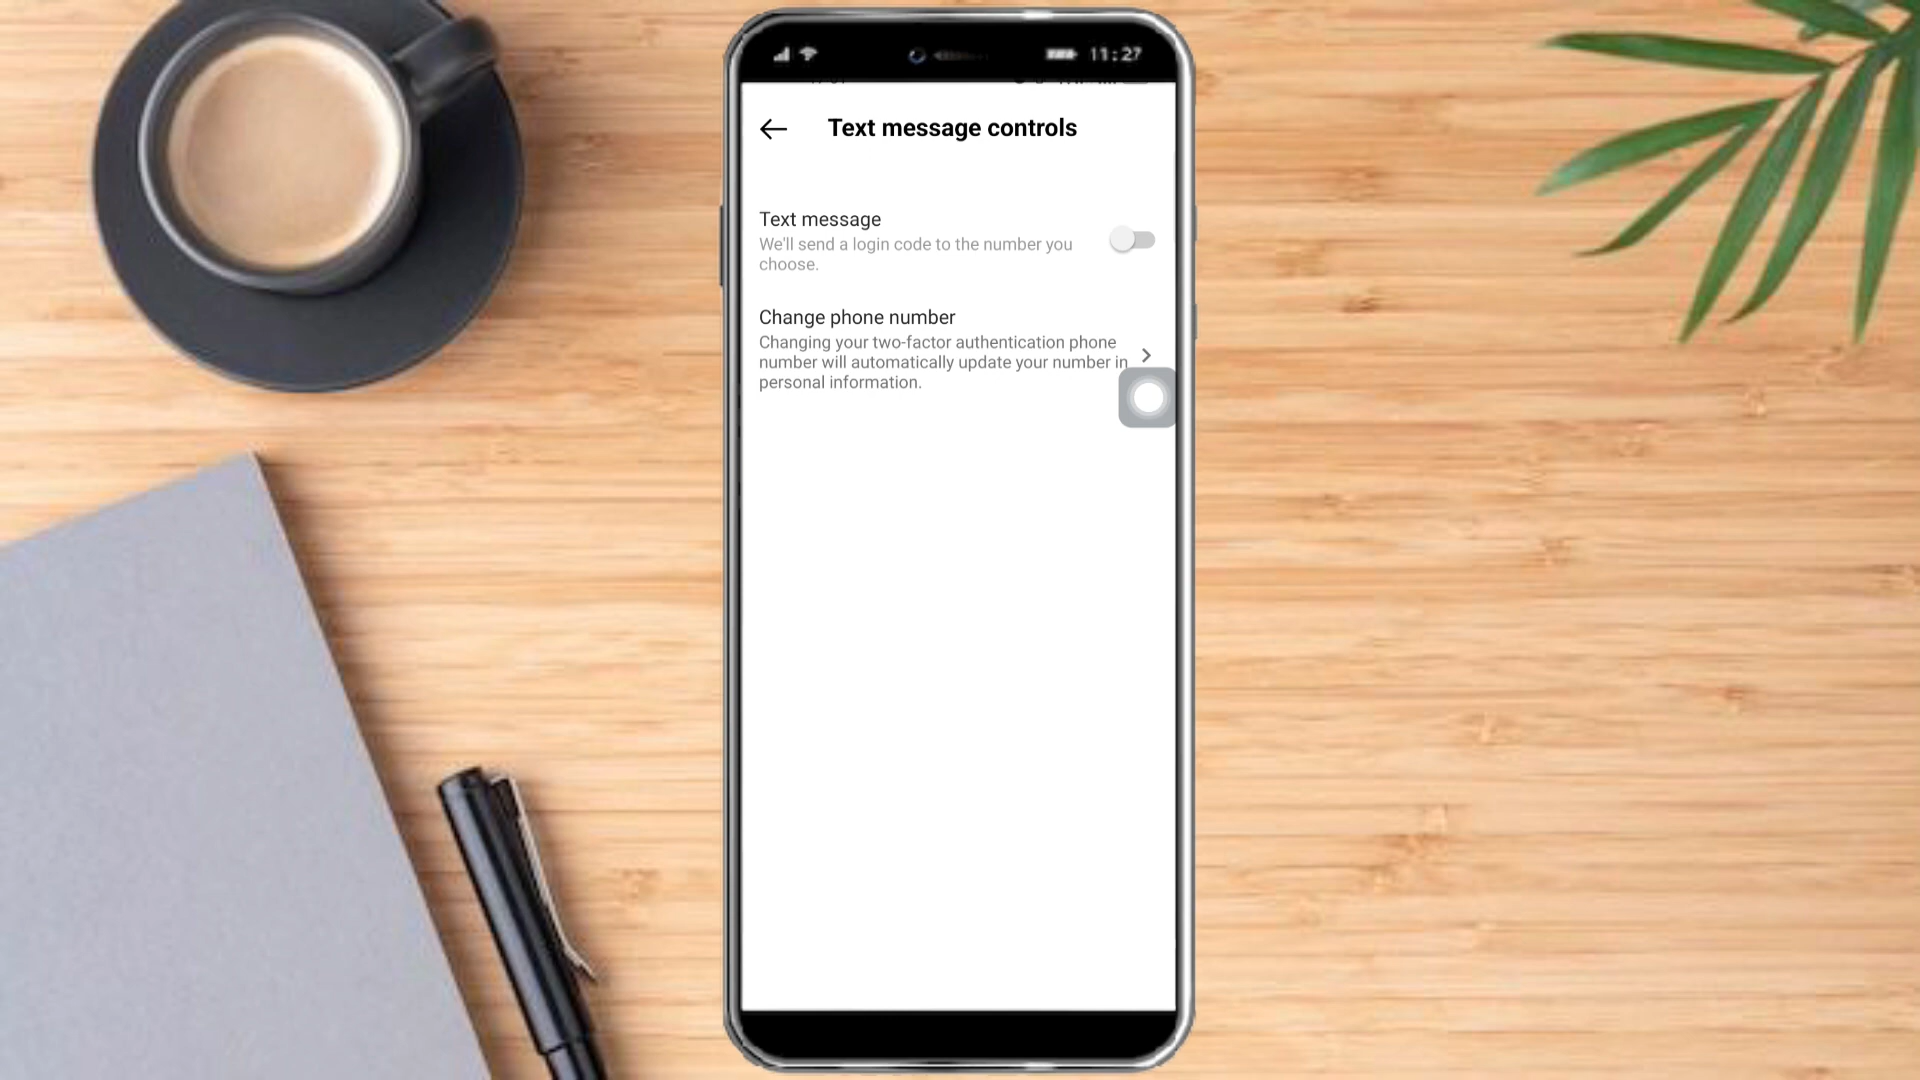 11:27
Text message controls
Text message
We'll send a login code to the number you
choose.
Change phone number
Changing your two-factor authentication phone
number will automatically update your number in
personal information.